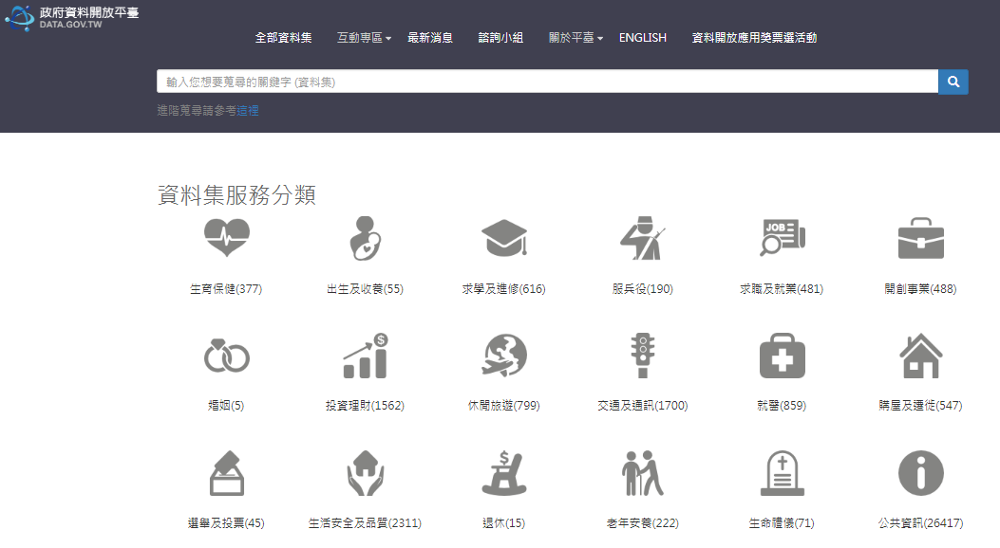 政府資料開放平臺
DATA.GOV.TW
全部資料集 互動專區 最新消息 諮詢小組 關於平臺 ENGLISH 資料開放應用獎票選活動
輸入您想要蒐尋的關鍵字 (資料集)
進階蒐尋請參考這裡
資料集服務分類
JOB
生育保健(377) 出生及收養(55) 求學及進修(616) 服兵役(190) 求職及就業(481) 開創事業(488)
$
婚姻(5) 投資理財(1562) 休閒旅遊(799) 交通及通訊(1700) 就醫(859) 購屋及遷徙(547)
$
選舉及投票(45) 生活安全及品質(2311) 退休(15) 老年安養(222) 生命禮儀(71) 公共資訊(26417)